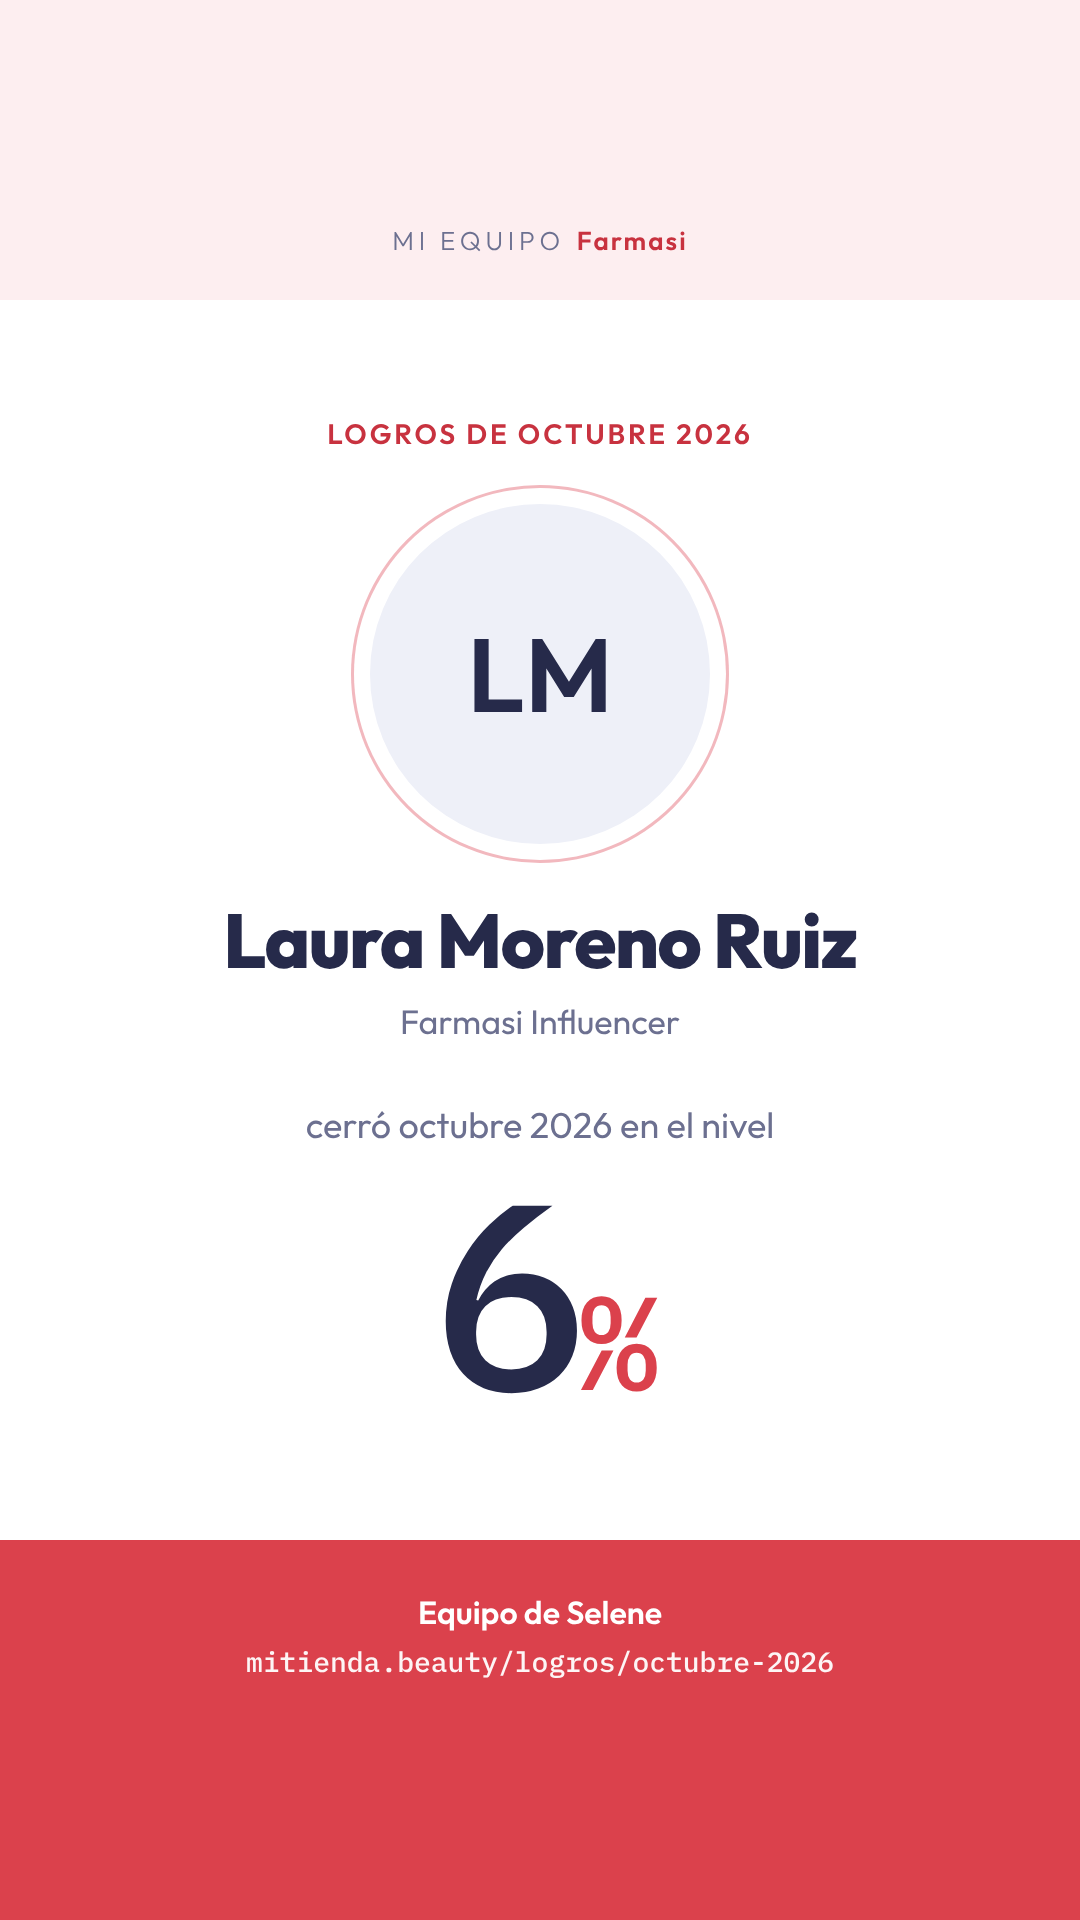 MI EQUIPO Farmasi
LOGROS DE OCTUBRE 2026
LM
Laura Moreno Ruiz
Farmasi Influencer
cerró octubre 2026 en el nivel
6%
Equipo de Selene
mitienda.beauty/logros/octubre-2026